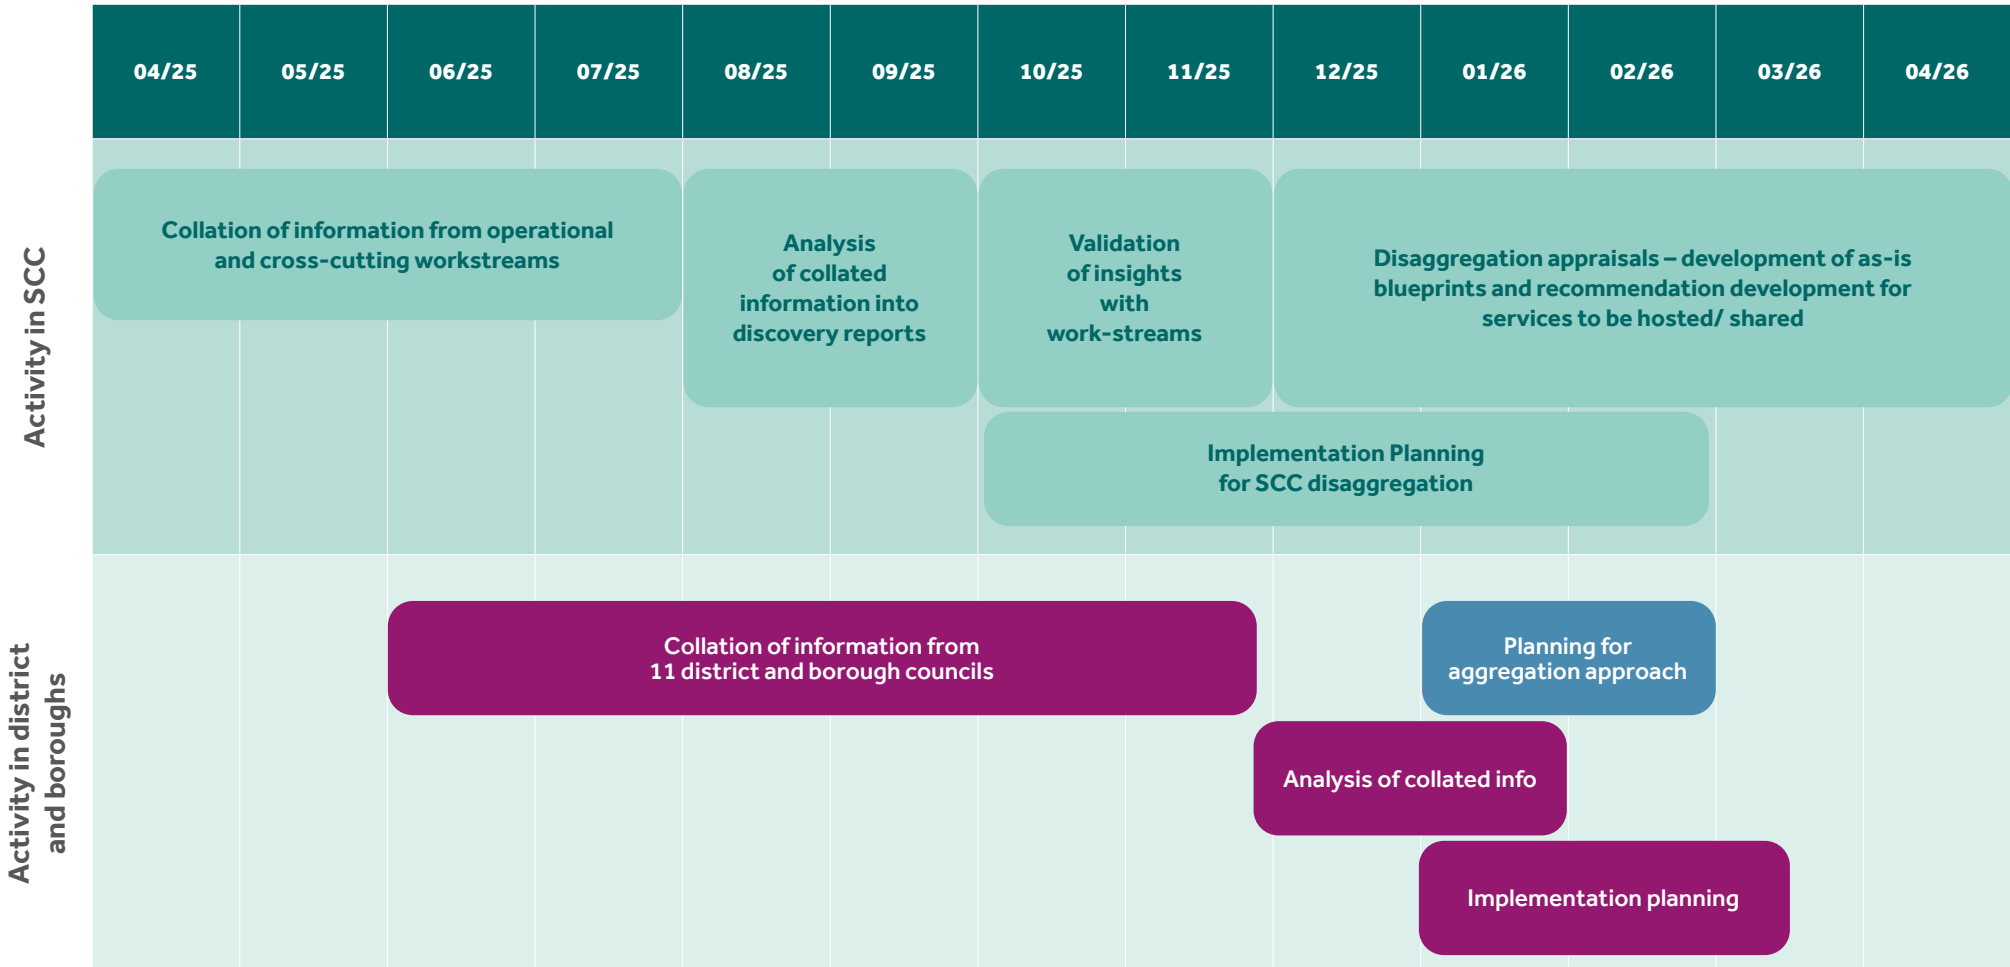 04/25
05/25
06/25
07/25
08/25
09/25
10/25
11/25
12/25
01/26
02/26
03/26
04/26
Activity in SCC
Collation of information from operational
and cross-cutting workstreams
Analysis
of collated
information into
discovery reports
Validation
of insights
with
work-streams
Disaggregation appraisals – development of as-is
blueprints and recommendation development for
services to be hosted/ shared
Implementation Planning
for SCC disaggregation
Activity in district
and boroughs
Collation of information from
11 district and borough councils
Planning for
aggregation approach
Analysis of collated info
Implementation planning